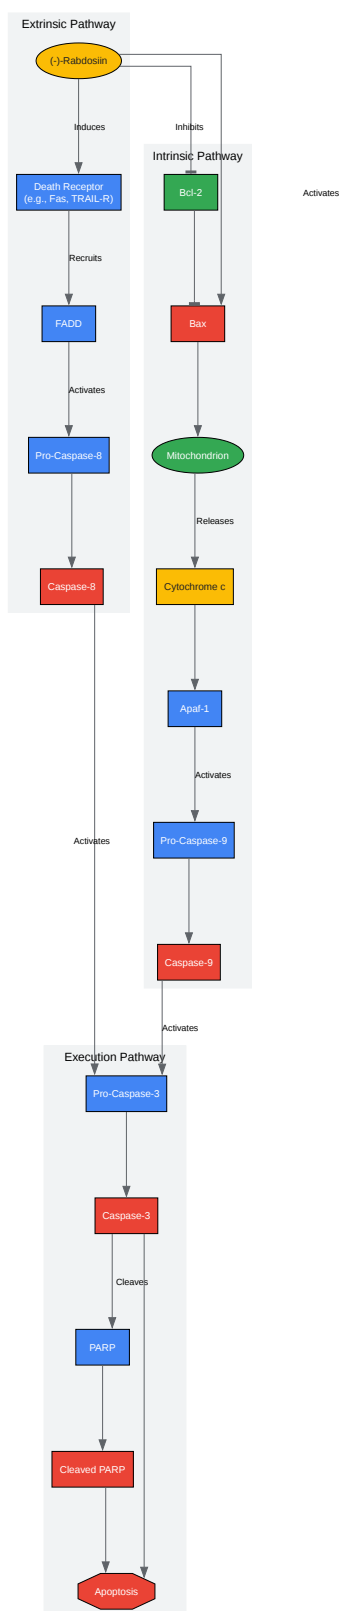 Extrinsic Pathway
(-)-Rabdosiin
Induces
Inhibits
Intrinsic Pathway
Death Receptor
(e.g., Fas, TRAIL-R)
Bcl-2
Activates
Recruits
FADD
Bax
Activates
Pro-Caspase-8
Mitochondrion
Releases
Caspase-8
Cytochrome c
Apaf-1
Activates
Activates
Pro-Caspase-9
Caspase-9
Activates
Execution Pathway
Pro-Caspase-3
Caspase-3
Cleaves
PARP
Cleaved PARP
Apoptosis